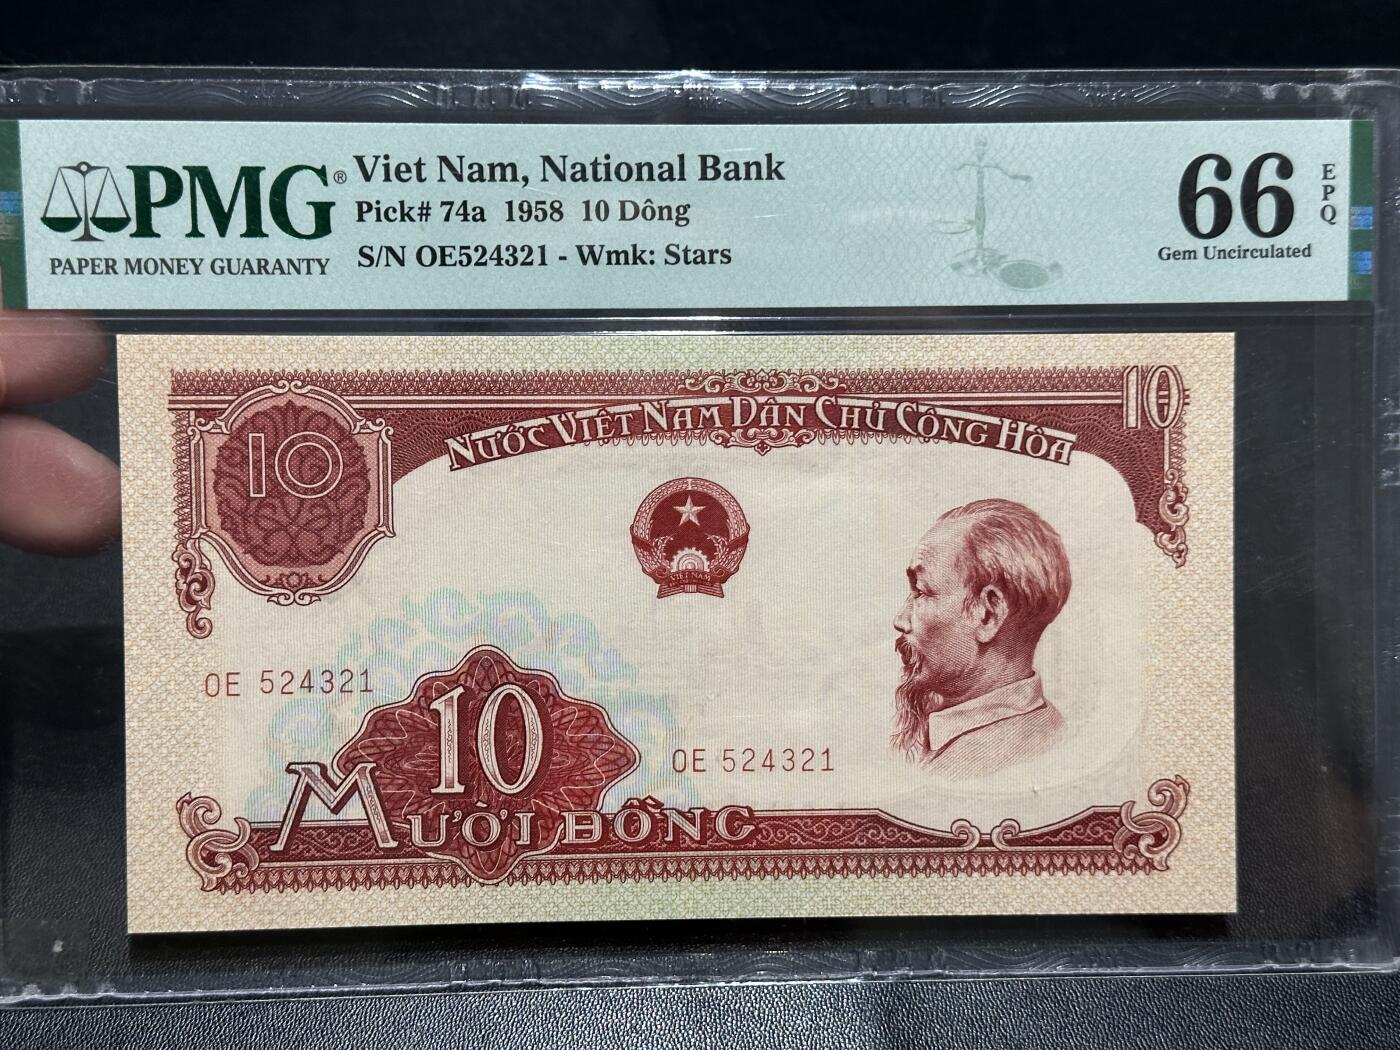 PMG®
PAPER MONEY GUARANTY
Viet Nam, National Bank
Pick# 74a 1958 10 Dông
S/N OE524321 - Wmk: Stars
66
EPQ
Gem Uncirculated
10
10
NƯỚC VIỆT NAM DÂN CHỦ CỘNG HÒA
VIỆT NAM
OE 524321
10
OE 524321
MƯỜI ĐỒNG